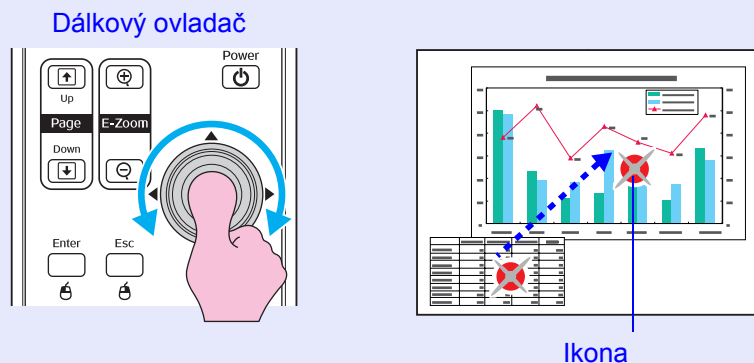 Dálkový ovladač
Power
Up
Page
E-Zoom
Down
Enter
Esc
Ikona